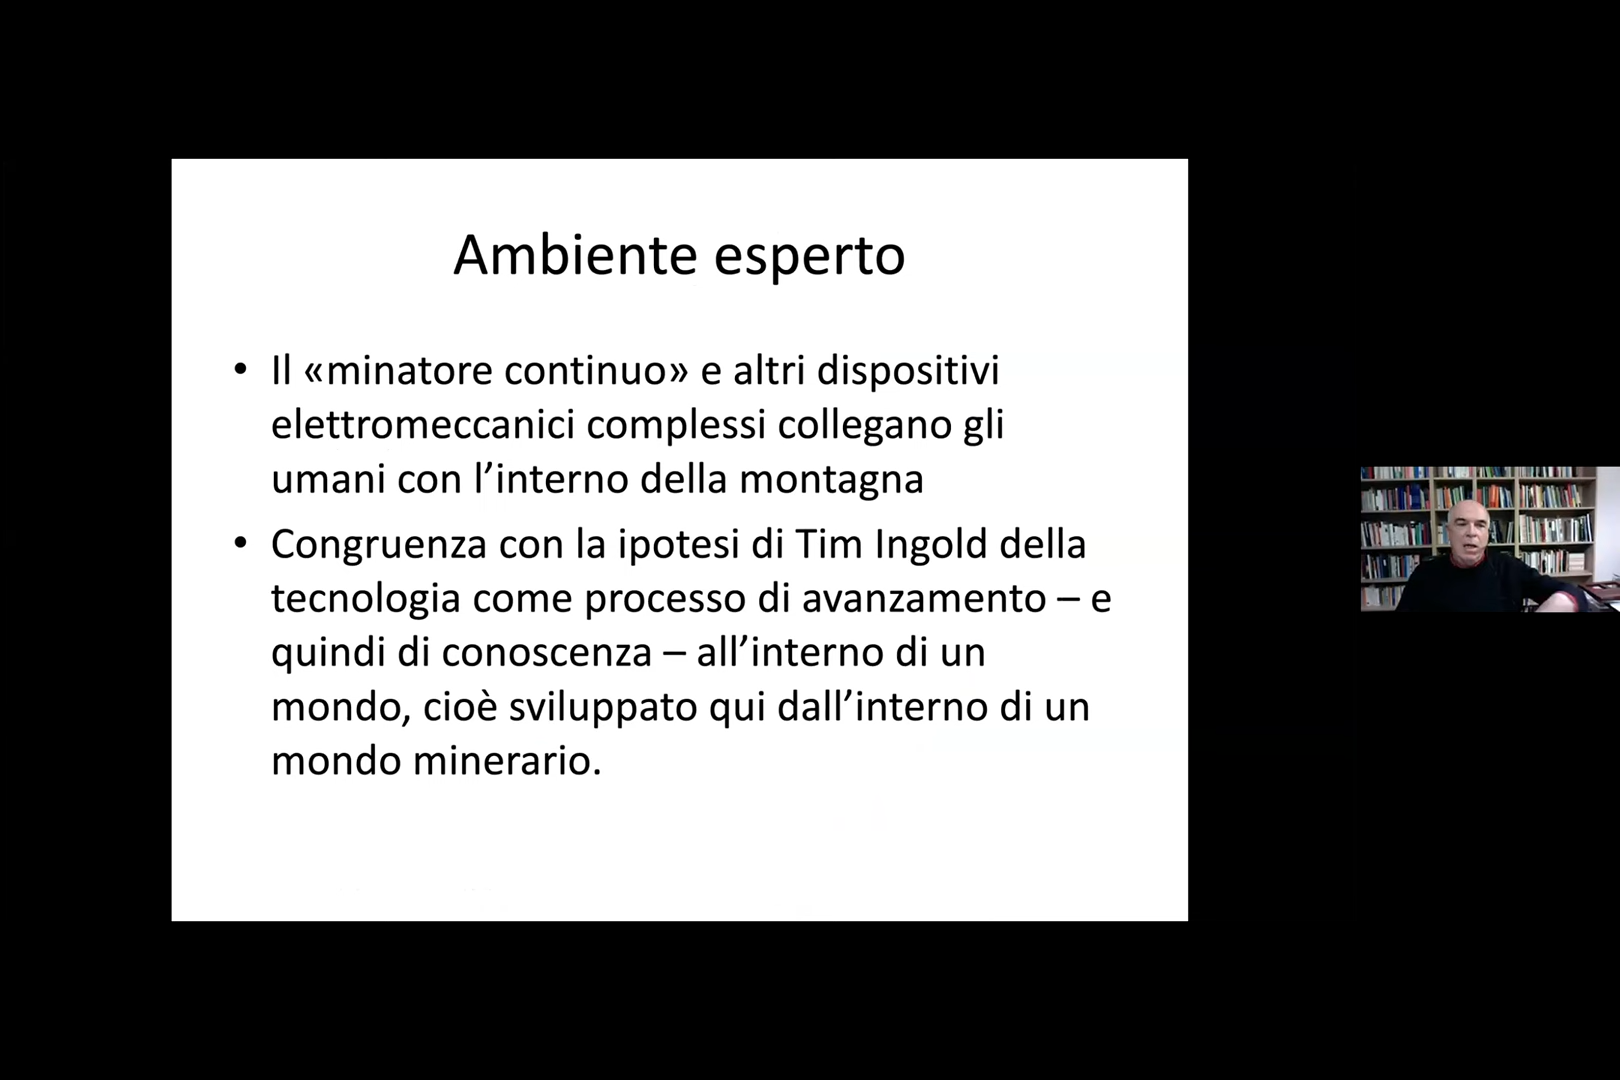 Ambiente esperto
• Il «minatore continuo» e altri dispositivi
elettromeccanici complessi collegano gli
umani con l’interno della montagna
• Congruenza con la ipotesi di Tim Ingold della
tecnologia come processo di avanzamento – e
quindi di conoscenza – all’interno di un
mondo, cioè sviluppato qui dall’interno di un
mondo minerario.